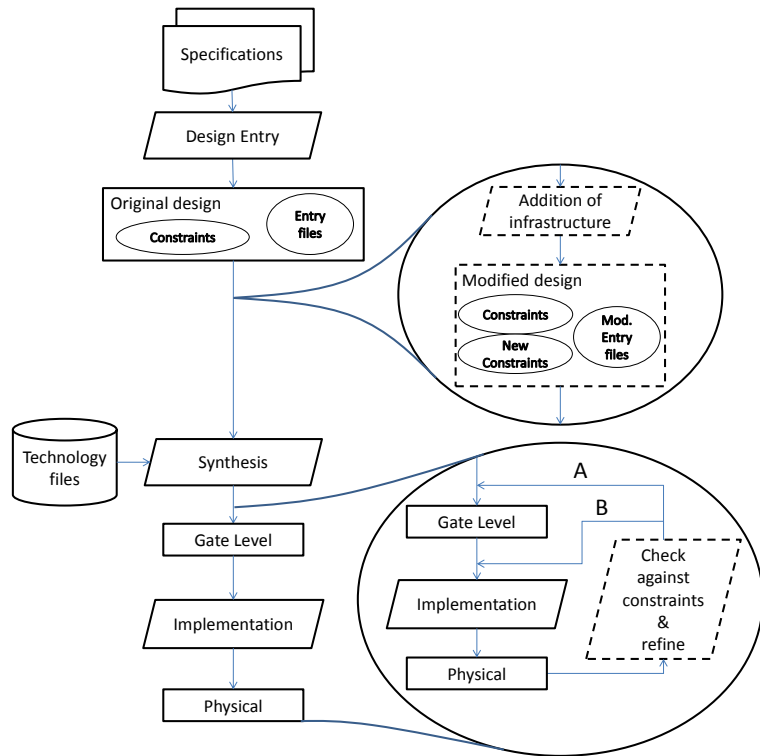 Specifications
Design Entry
Original design
Constraints
Entry
files
Addition of
infrastructure
Modified design
Constraints
New
Constraints
Mod.
Entry
files
Technology
files
Synthesis
Gate Level
Implementation
Physical
A
B
Gate Level
Implementation
Physical
Check
against
constraints
&
refine